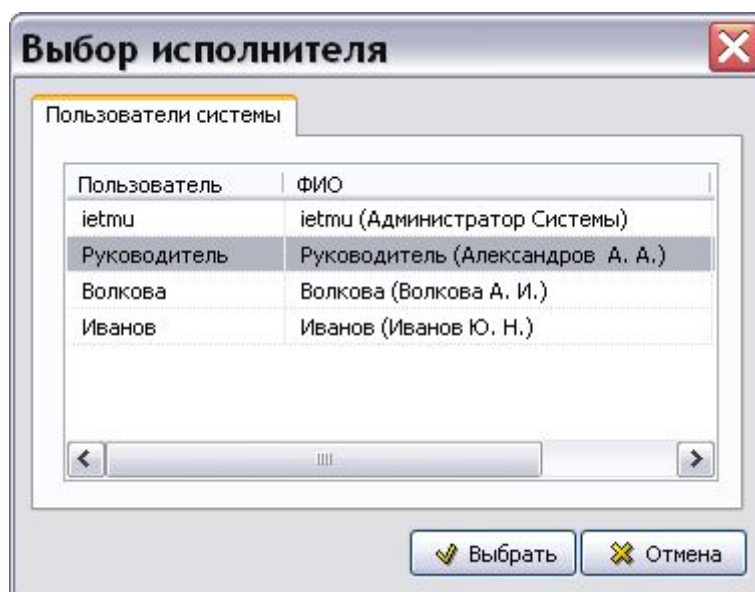 Выбор исполнителя
Пользователи системы
Пользователь ФИО
ietmu ietmu (Администратор Системы)
Руководитель Руководитель (Александров А. А.)
Волкова Волкова (Волкова А. И.)
Иванов Иванов (Иванов Ю. Н.)
Выбрать Отмена